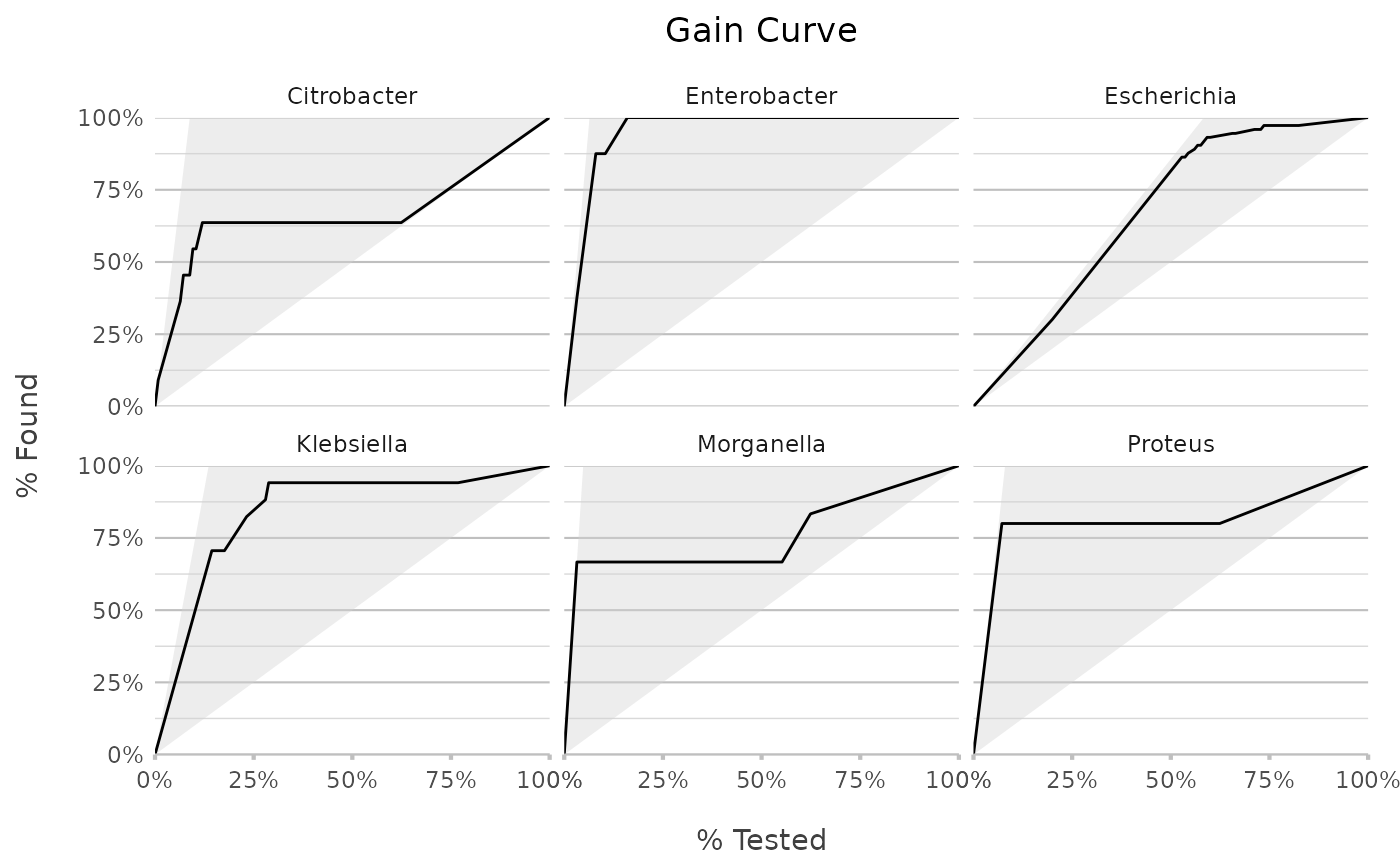 Gain Curve
Citrobacter
Enterobacter
Escherichia
100%
75%
50%
25%
0%
% Found
Klebsiella
Morganella
Proteus
100%
75%
50%
25%
0%
0% 25% 50% 75% 100% 0% 25% 50% 75% 100% 0% 25% 50% 75% 100%
% Tested